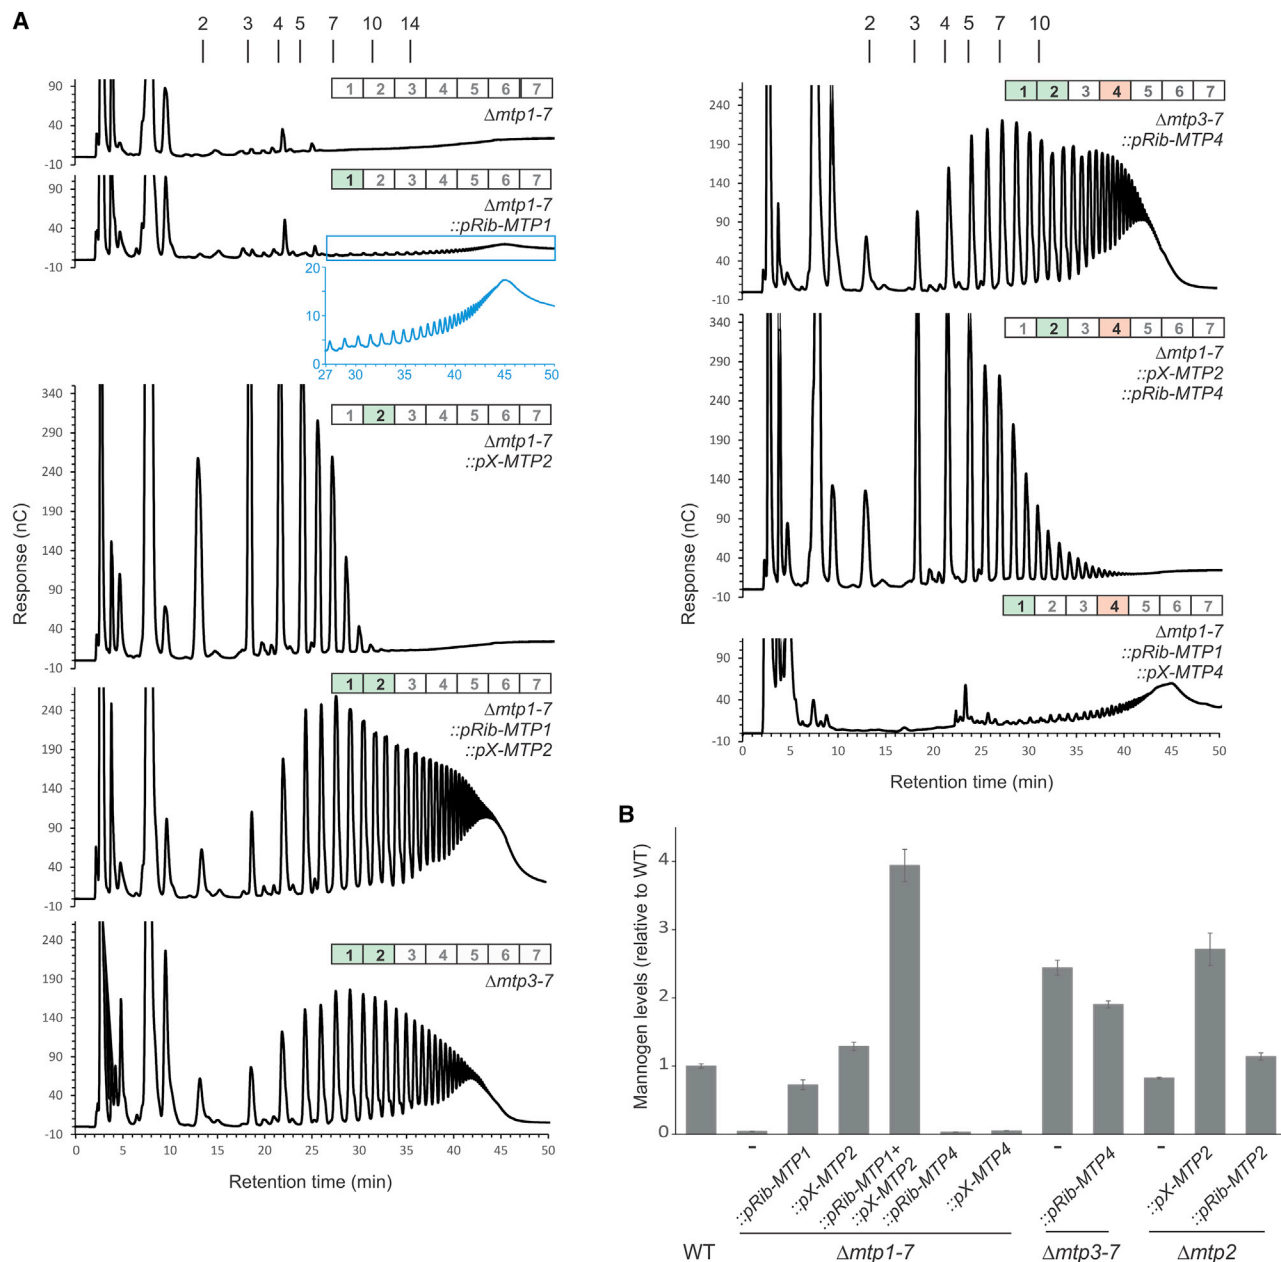 A
2 3 4 5 7 10 14
90
40
-10
1 2 3 4 5 6 7
Δmtp1-7
90
40
-10
1 2 3 4 5 6 7
Δmtp1-7
::pRib-MTP1
20
10
0
27 30 35 40 45 50
340
290
240
190
140
90
40
-10
1 2 3 4 5 6 7
Δmtp1-7
::pX-MTP2
Response (nC)
240
190
140
90
40
-10
1 2 3 4 5 6 7
Δmtp1-7
::pRib-MTP1
::pX-MTP2
240
190
140
90
40
-10
1 2 3 4 5 6 7
Δmtp3-7
0 5 10 15 20 25 30 35 40 45 50
Retention time (min)
2 3 4 5 7 10
240
190
140
90
40
-10
1 2 3 4 5 6 7
Δmtp3-7
::pRib-MTP4
340
290
240
190
140
90
40
-10
1 2 3 4 5 6 7
Δmtp1-7
::pX-MTP2
::pRib-MTP4
Response (nC)
90
40
-10
1 2 3 4 5 6 7
Δmtp1-7
::pRib-MTP1
::pX-MTP4
0 5 10 15 20 25 30 35 40 45 50
Retention time (min)
B
Mannogen levels (relative to WT)
4
3
2
1
0
WT
-
::pRib-MTP1
::pX-MTP2
::pRib-MTP1+
::pX-MTP2
::pRib-MTP4
::pX-MTP4
Δmtp1-7
-
::pRib-MTP4
Δmtp3-7
-
::pX-MTP2
::pRib-MTP2
Δmtp2